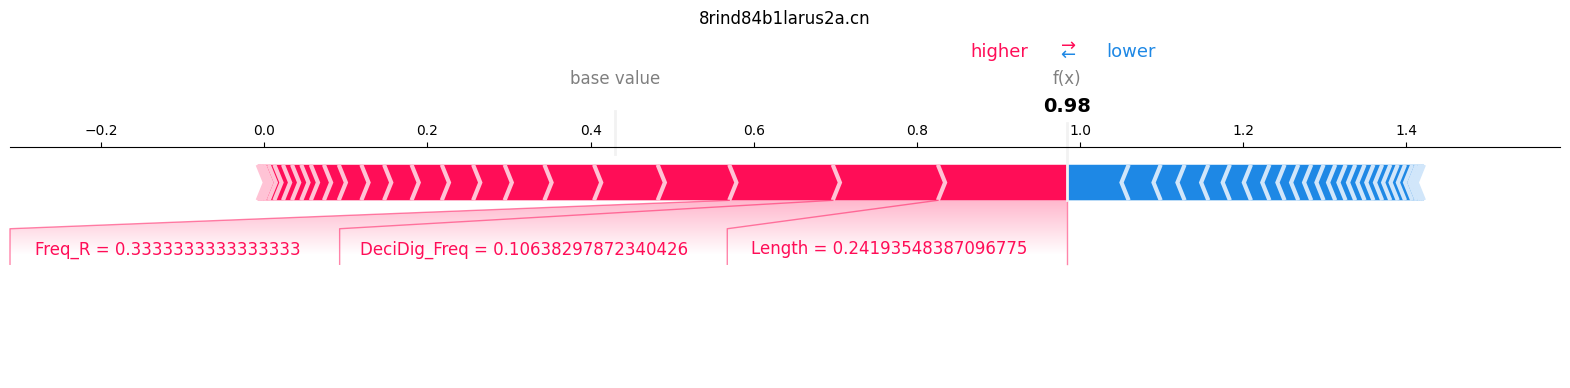 8rind84b1larus2a.cn
higher ⇄ lower
base value f(x)
0.98
−0.2 0.0 0.2 0.4 0.6 0.8 1.0 1.2 1.4
Freq_R = 0.3333333333333333 DeciDig_Freq = 0.10638297872340426 Length = 0.24193548387096775